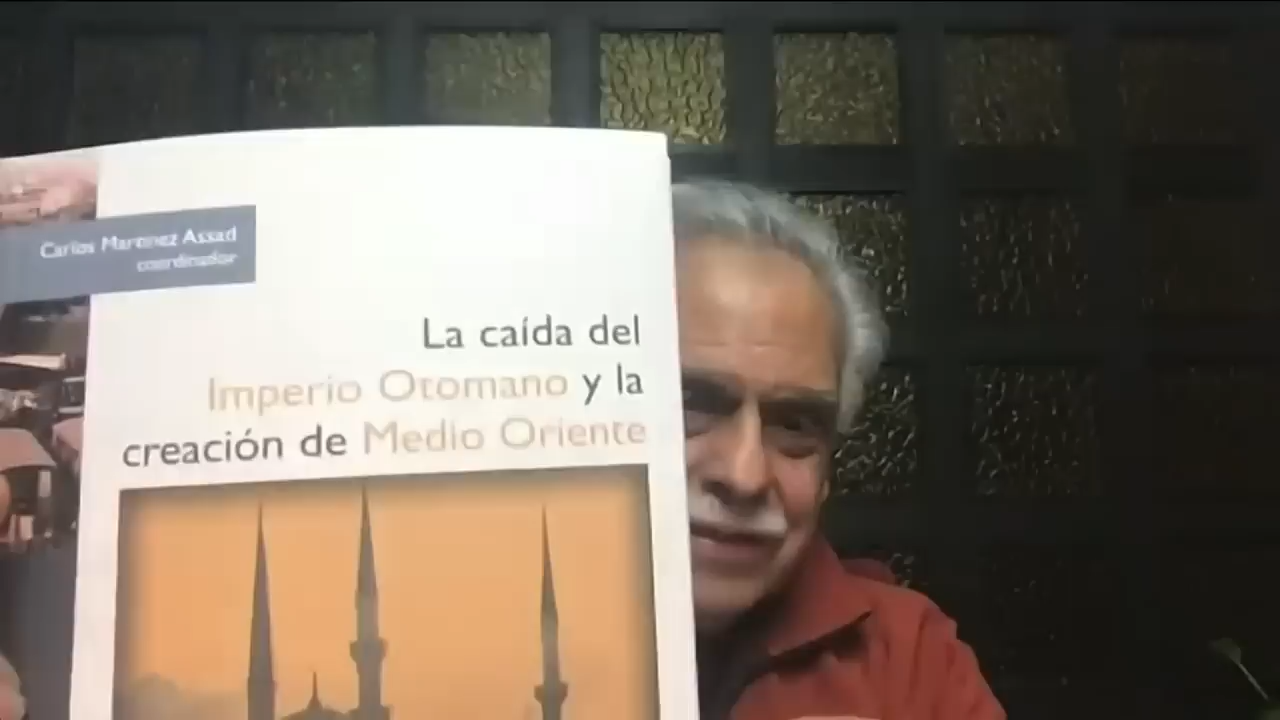 Carlos Martínez Assad
coordinador
La caída del
Imperio Otomano y la
creación de Medio Oriente